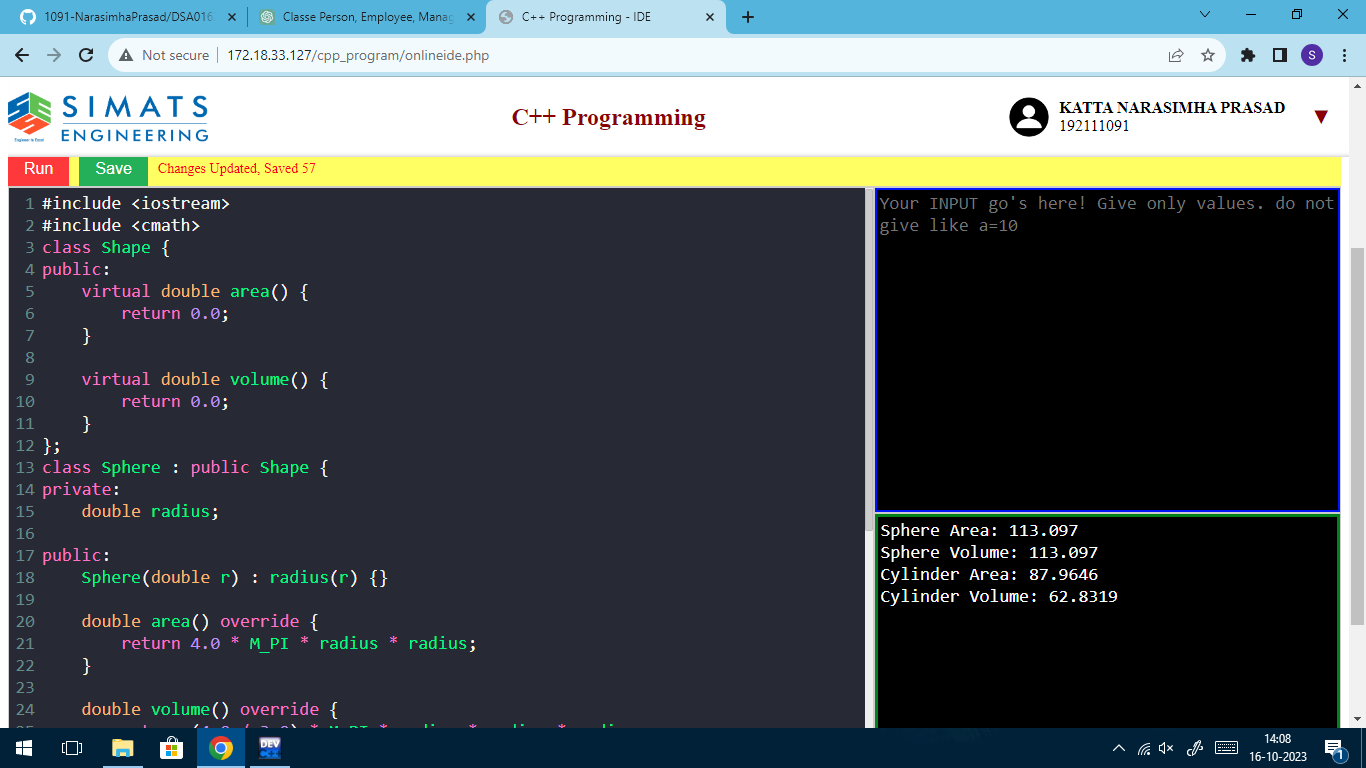 1091-NarasimhaPrasad/DSA016
Classe Person, Employee, Manag
C++ Programming - IDE
Not secure
172.18.33.127/cpp_program/onlineide.php
S
SIMATS
ENGINEERING
Engineer to Excel
C++ Programming
KATTA NARASIMHA PRASAD
192111091
Run
Save
Changes Updated, Saved 57
1 #include <iostream>
2 #include <cmath>
3 class Shape {
4 public:
5     virtual double area() {
6         return 0.0;
7     }
8
9     virtual double volume() {
10         return 0.0;
11     }
12 };
13 class Sphere : public Shape {
14 private:
15     double radius;
16
17 public:
18     Sphere(double r) : radius(r) {}
19
20     double area() override {
21         return 4.0 * M_PI * radius * radius;
22     }
23
24     double volume() override {
Your INPUT go's here! Give only values. do not
give like a=10
Sphere Area: 113.097
Sphere Volume: 113.097
Cylinder Area: 87.9646
Cylinder Volume: 62.8319
DEV
14:08
16-10-2023
1